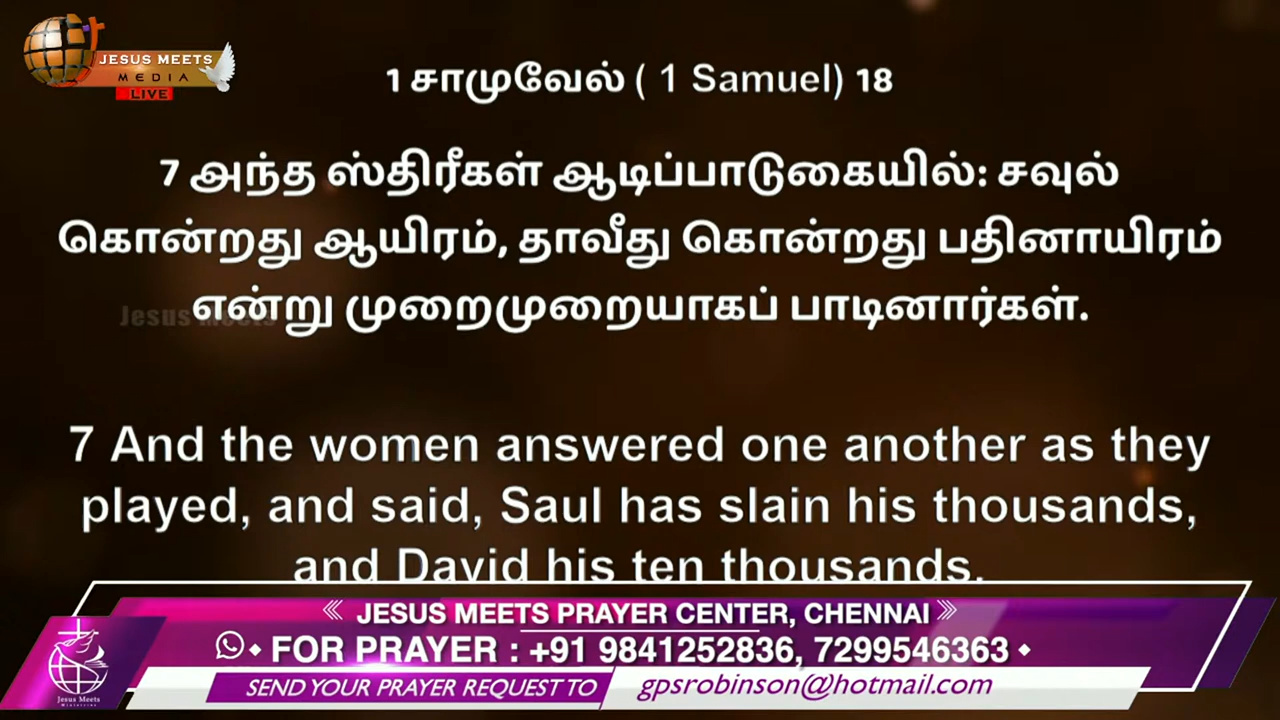 JESUS MEETS
MEDIA
LIVE
1 சாமுவேல் ( 1 Samuel) 18
7 அந்த ஸ்திரீகள் ஆடிப்பாடுகையில்: சவுல்
கொன்றது ஆயிரம், தாவீது கொன்றது பதினாயிரம்
என்று முறைமுறையாகப் பாடினார்கள்.
Jesus Meets
7 And the women answered one another as they
played, and said, Saul has slain his thousands,
and David his ten thousands.
JESUS MEETS PRAYER CENTER, CHENNAI
FOR PRAYER : +91 9841252836, 7299546363
SEND YOUR PRAYER REQUEST TO gpsrobinson@hotmail.com
Jesus Meets
Ministries